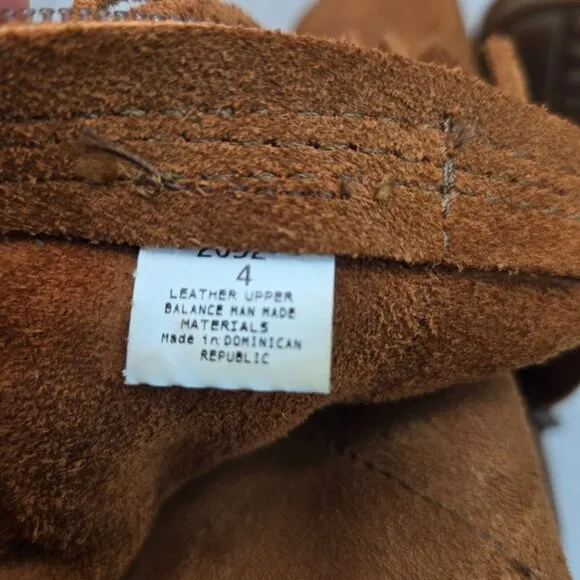 4
LEATHER UPPER
BALANCE MAN MADE
MATERIALS
Made in DOMINICAN
REPUBLIC